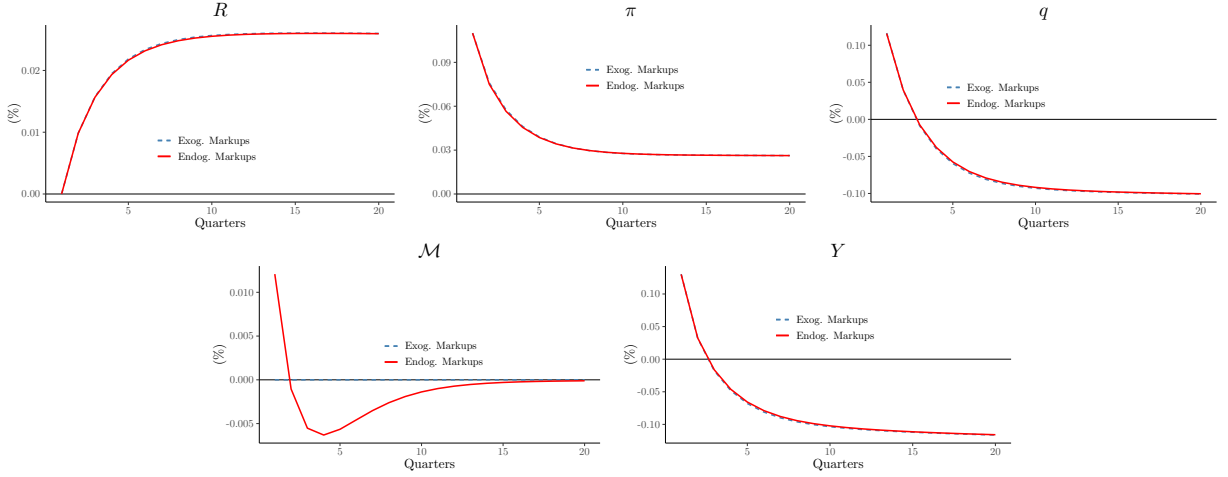 R
(%)
0.02
0.01
0.00
Exog. Markups
Endog. Markups
5
10
15
20
Quarters
π
(%)
0.09
0.06
0.03
0.00
Exog. Markups
Endog. Markups
5
10
15
20
Quarters
q
(%)
0.10
0.05
0.00
-0.05
-0.10
Exog. Markups
Endog. Markups
5
10
15
20
Quarters
ℳ
(%)
0.010
0.005
0.000
-0.005
Exog. Markups
Endog. Markups
5
10
15
20
Quarters
Y
(%)
0.10
0.05
0.00
-0.05
-0.10
Exog. Markups
Endog. Markups
5
10
15
20
Quarters